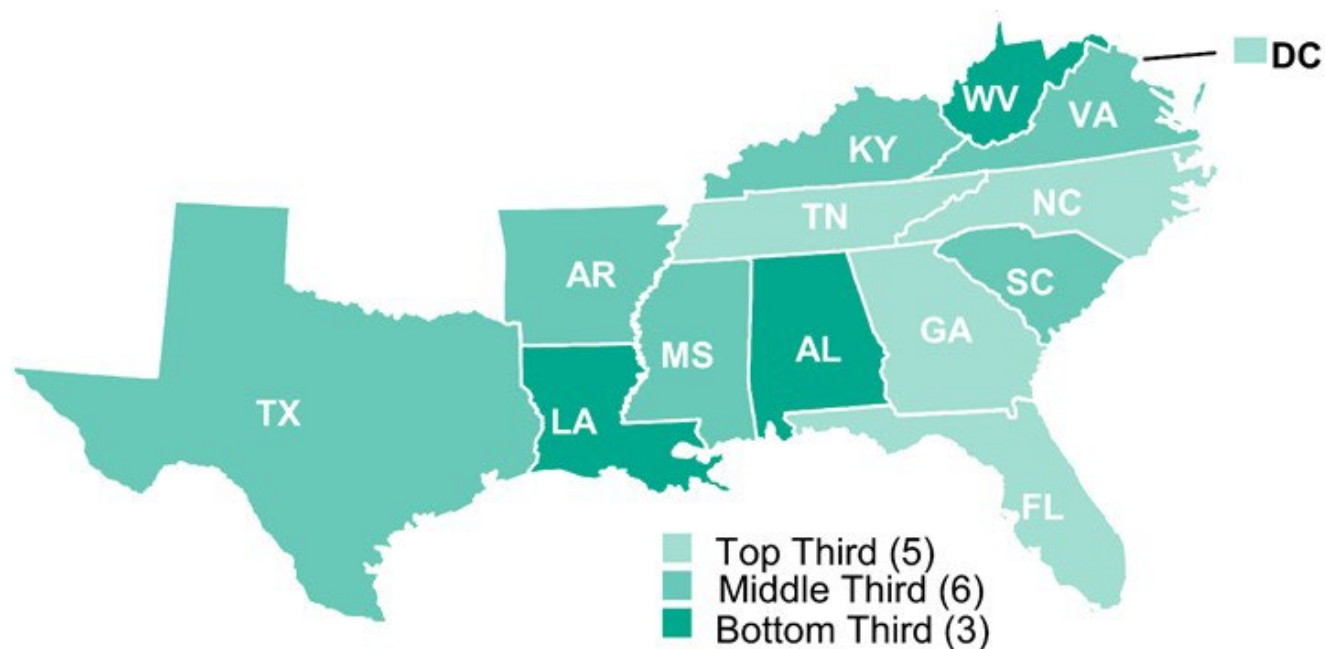 DC
WV
VA
KY
NC
TN
AR
SC
GA
MS
AL
TX
LA
FL
Top Third (5)
Middle Third (6)
Bottom Third (3)